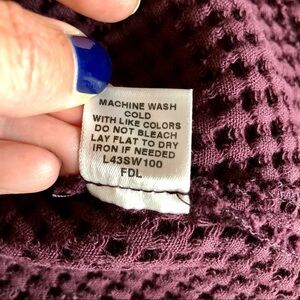 MACHINE WASH
COLD
WITH LIKE COLORS
DO NOT BLEACH
LAY FLAT TO DRY
IRON IF NEEDED
L43SW100
FDL